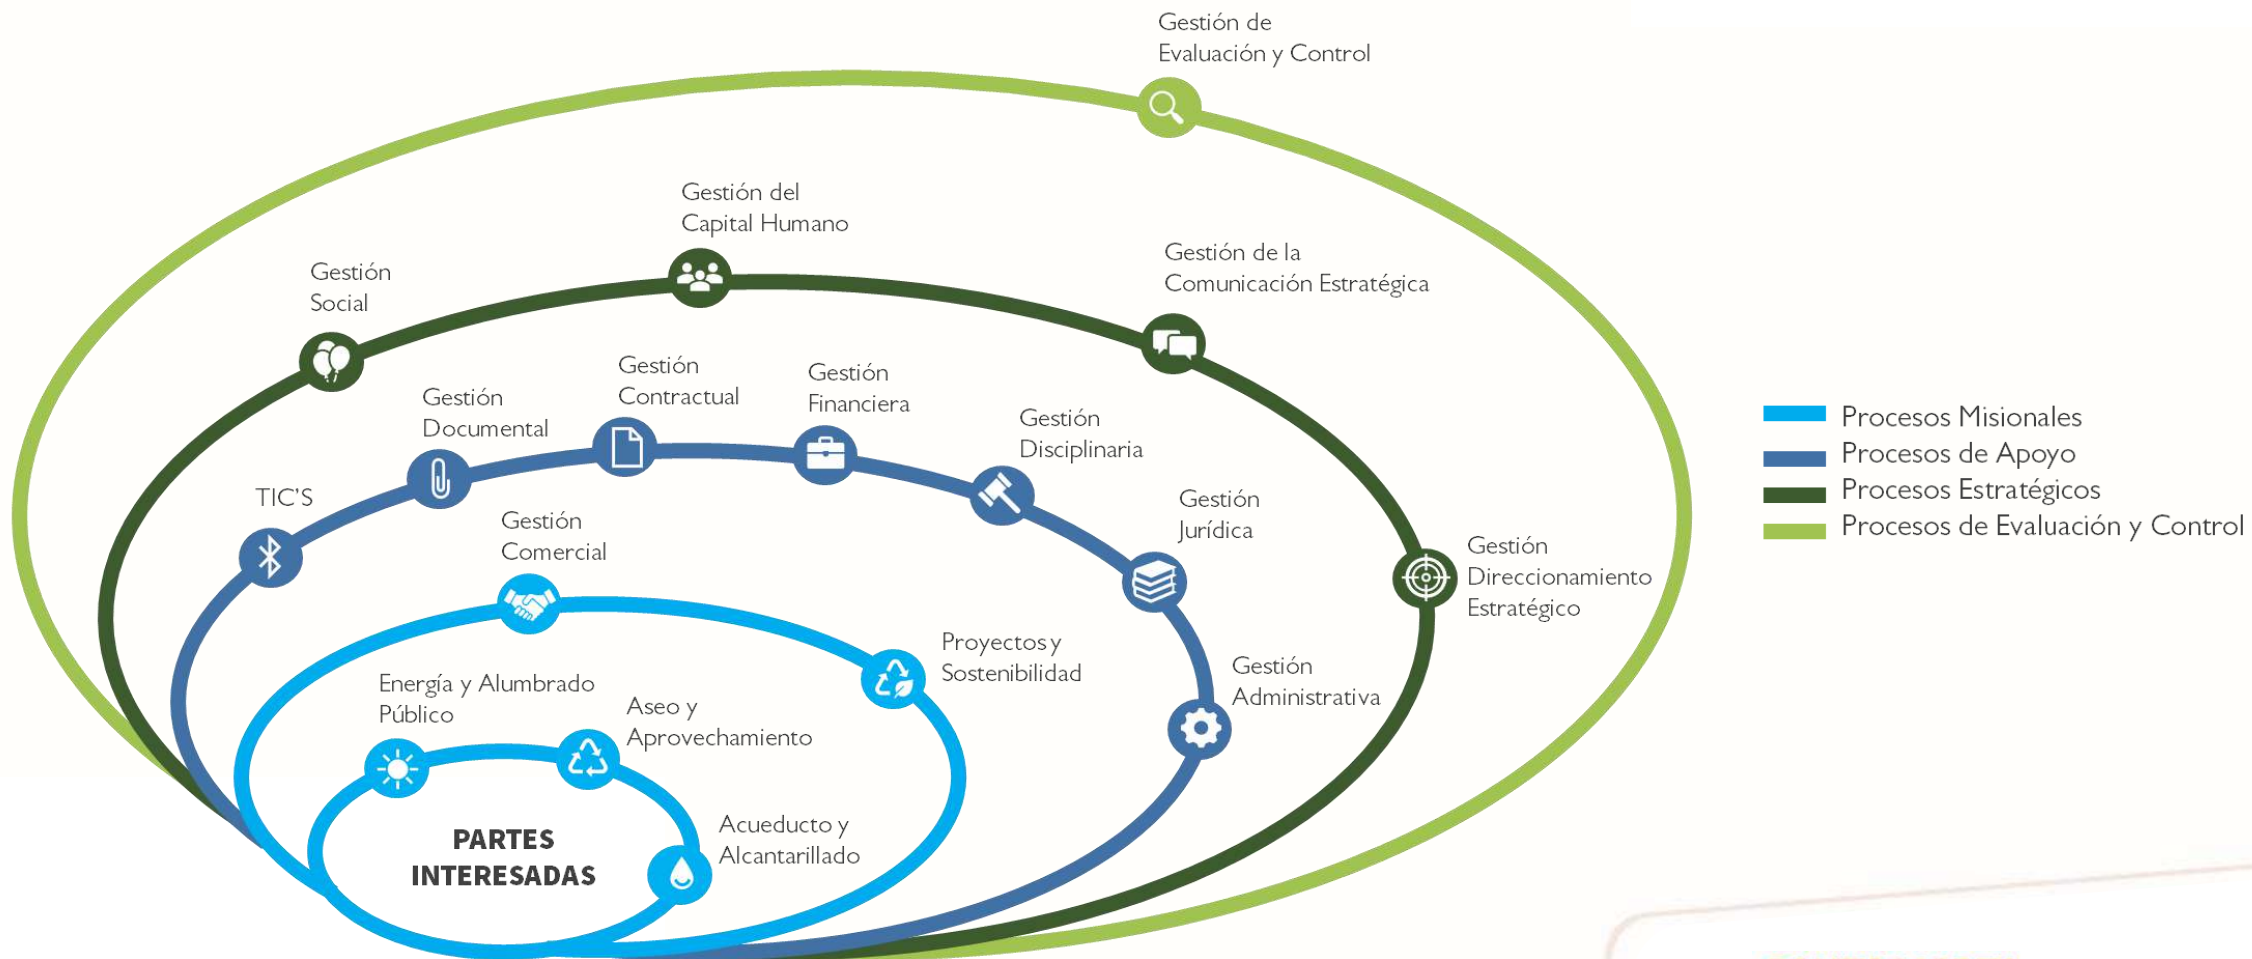 Gestión de
Evaluación y Control
Gestión del
Capital Humano
Gestión de la
Comunicación Estratégica
Gestión
Social
Gestión
Contractual
Gestión
Financiera
Gestión
Documental
Gestión
Disciplinaria
TIC'S
Gestión
Jurídica
Gestión
Comercial
Gestión
Direccionamiento
Estratégico
Proyectos y
Sostenibilidad
Gestión
Administrativa
Energía y Alumbrado
Público
Aseo y
Aprovechamiento
Acueducto y
Alcantarillado
PARTES
INTERESADAS
Procesos Misionales
Procesos de Apoyo
Procesos Estratégicos
Procesos de Evaluación y Control